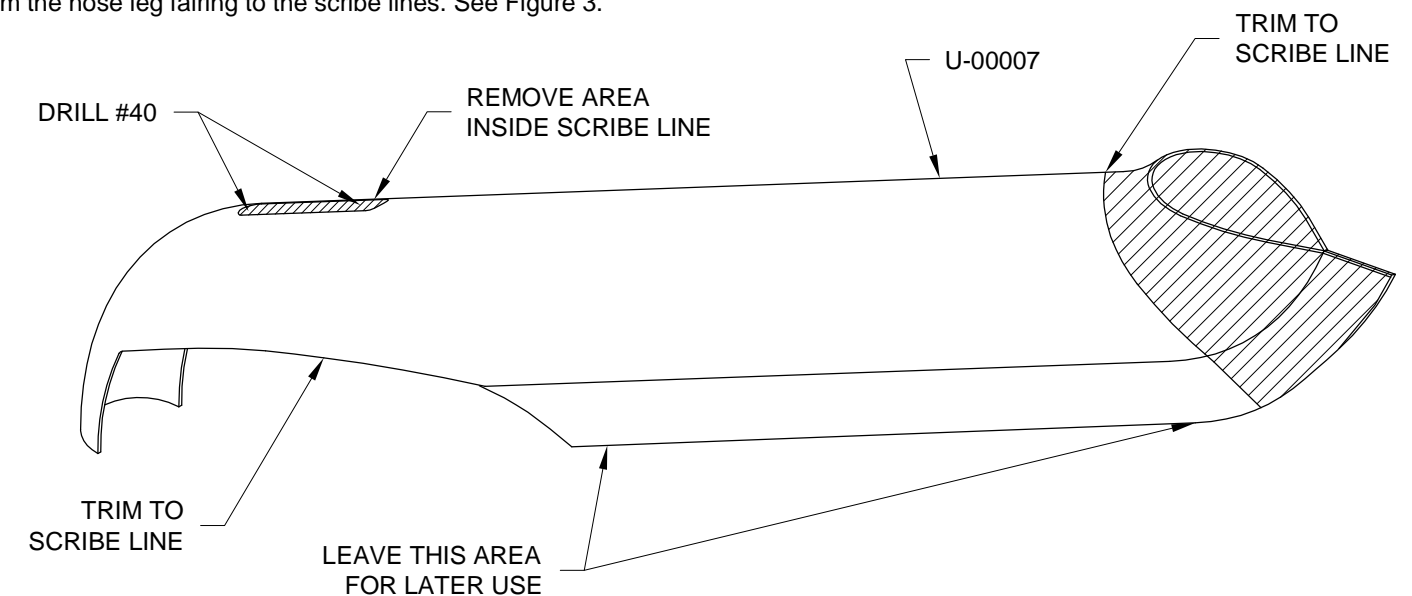 the nose leg fairing to the scribe lines. See Figure 3.
TRIM TO
SCRIBE LINE
U-00007
REMOVE AREA
INSIDE SCRIBE LINE
DRILL #40
TRIM TO
SCRIBE LINE
LEAVE THIS AREA
FOR LATER USE